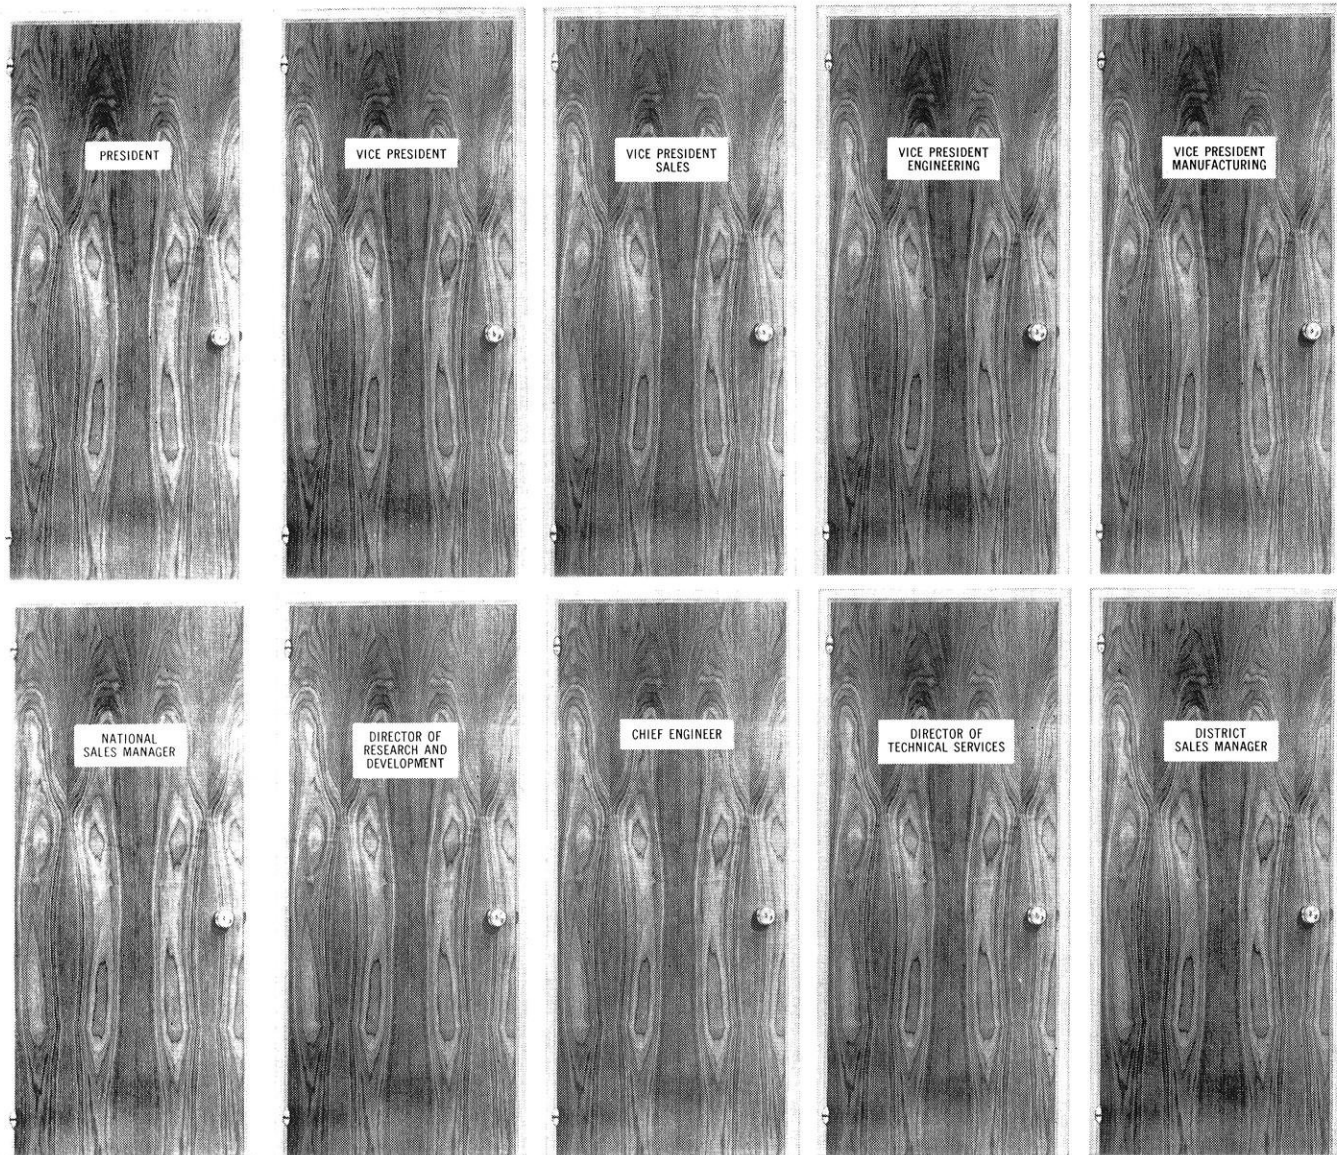 PRESIDENT
VICE PRESIDENT
VICE PRESIDENT
SALES
VICE PRESIDENT
ENGINEERING
VICE PRESIDENT
MANUFACTURING
NATIONAL
SALES MANAGER
DIRECTOR OF
RESEARCH AND
DEVELOPMENT
CHIEF ENGINEER
DIRECTOR OF
TECHNICAL SERVICES
DISTRICT
SALES MANAGER